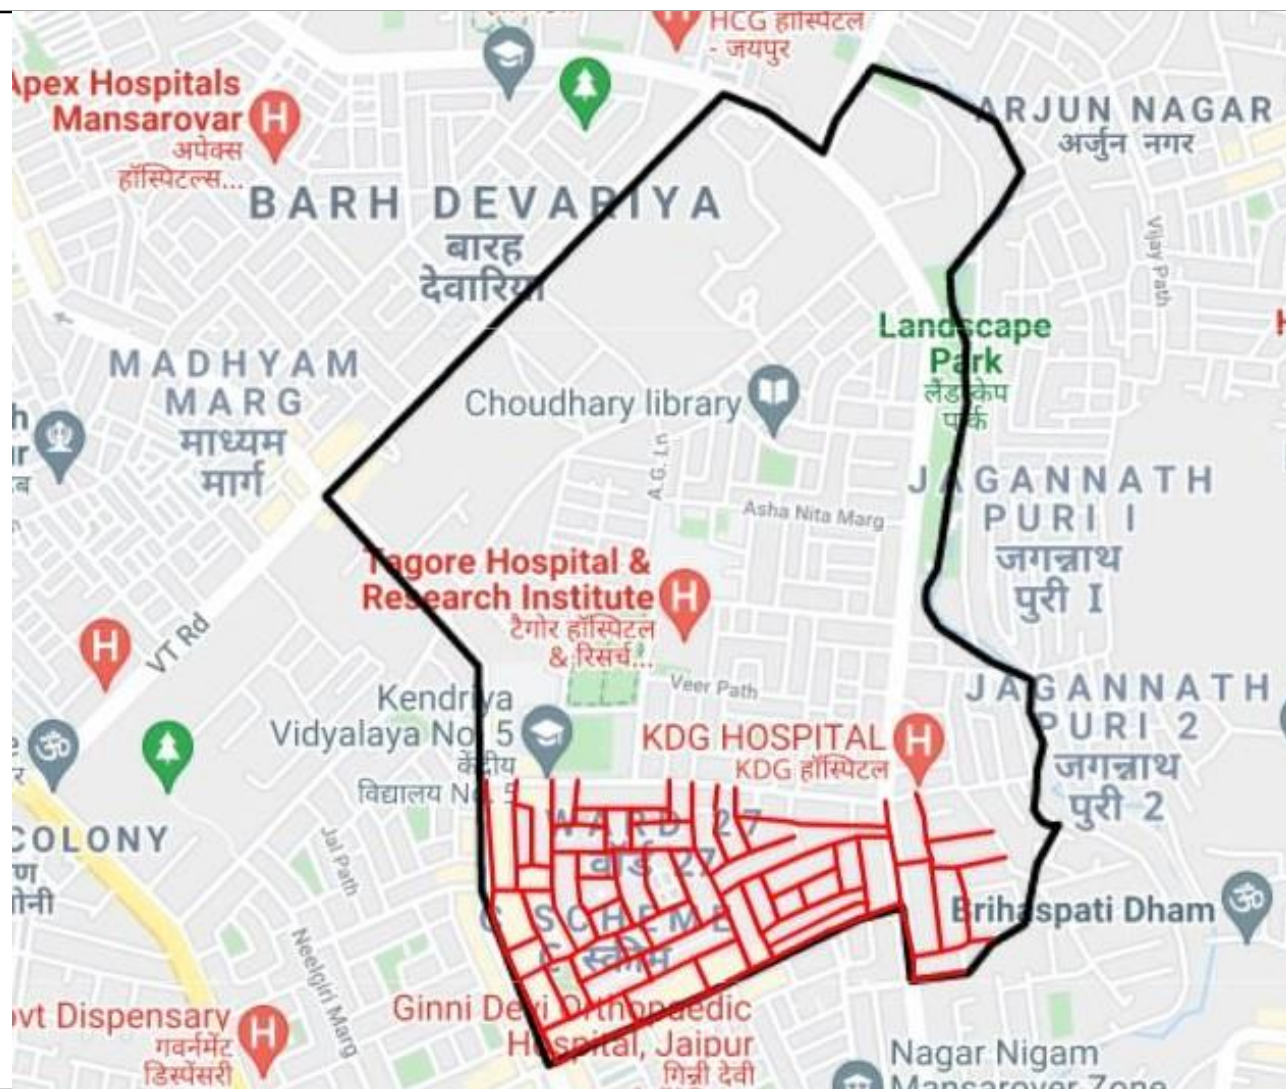 HCG हॉस्पिटल
- जयपुर
Apex Hospitals
Mansarovar
अपेक्स
हॉस्पिटल्स...
ARJUN NAGAR
अर्जुन नगर
BARH DEVARIYA
बारह
देवारिया
Vijay Path
Landscape
Park
लैंडस्केप
पार्क
MADHYAM
MARG
माध्यम
मार्ग
Choudhary library
A.G. Ln
Asha Nita Marg
JAGANNATH
PURI I
जगन्नाथ
पुरी I
Tagore Hospital &
Research Institute
टैगोर हॉस्पिटल
& रिसर्च...
VT Rd
Veer Path
Kendriya
Vidyalaya No. 5
केंद्रीय
विद्यालय No. 5
JAGANNATH
PURI 2
जगन्नाथ
पुरी 2
KDG HOSPITAL
KDG हॉस्पिटल
WARD 27
वॉर्ड 27
COLONY
Jal Path
C SCHEME
C स्कीम
Brihaspati Dham
Neelgiri Marg
Ginni Devi Orthopaedic
Hospital, Jaipur
गिन्नी देवी
ovt Dispensary
गवर्नमेंट
डिस्पेंसरी
Nagar Nigam
Mansarover Zone